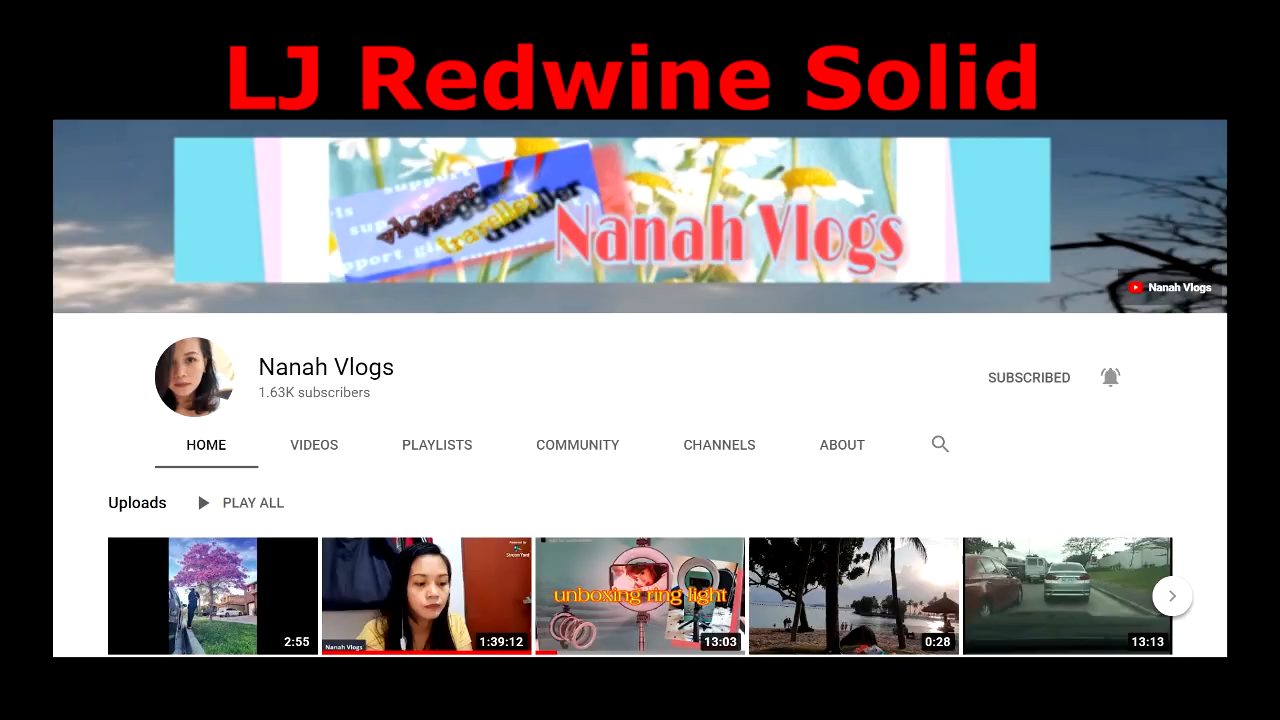 LJ Redwine Solid
support
vlogger
traveller
Nanah Vlogs
Nanah Vlogs
Nanah Vlogs
1.63K subscribers
SUBSCRIBED
HOME VIDEOS PLAYLISTS COMMUNITY CHANNELS ABOUT
Uploads PLAY ALL
unboxing ring light
Nanah Vlogs
2:55 1:39:12 13:03 0:28 13:13